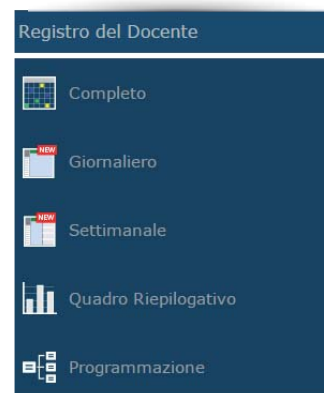 Registro del Docente
Completo
NEW
Giornaliero
NEW
Settimanale
Quadro Riepilogativo
Programmazione